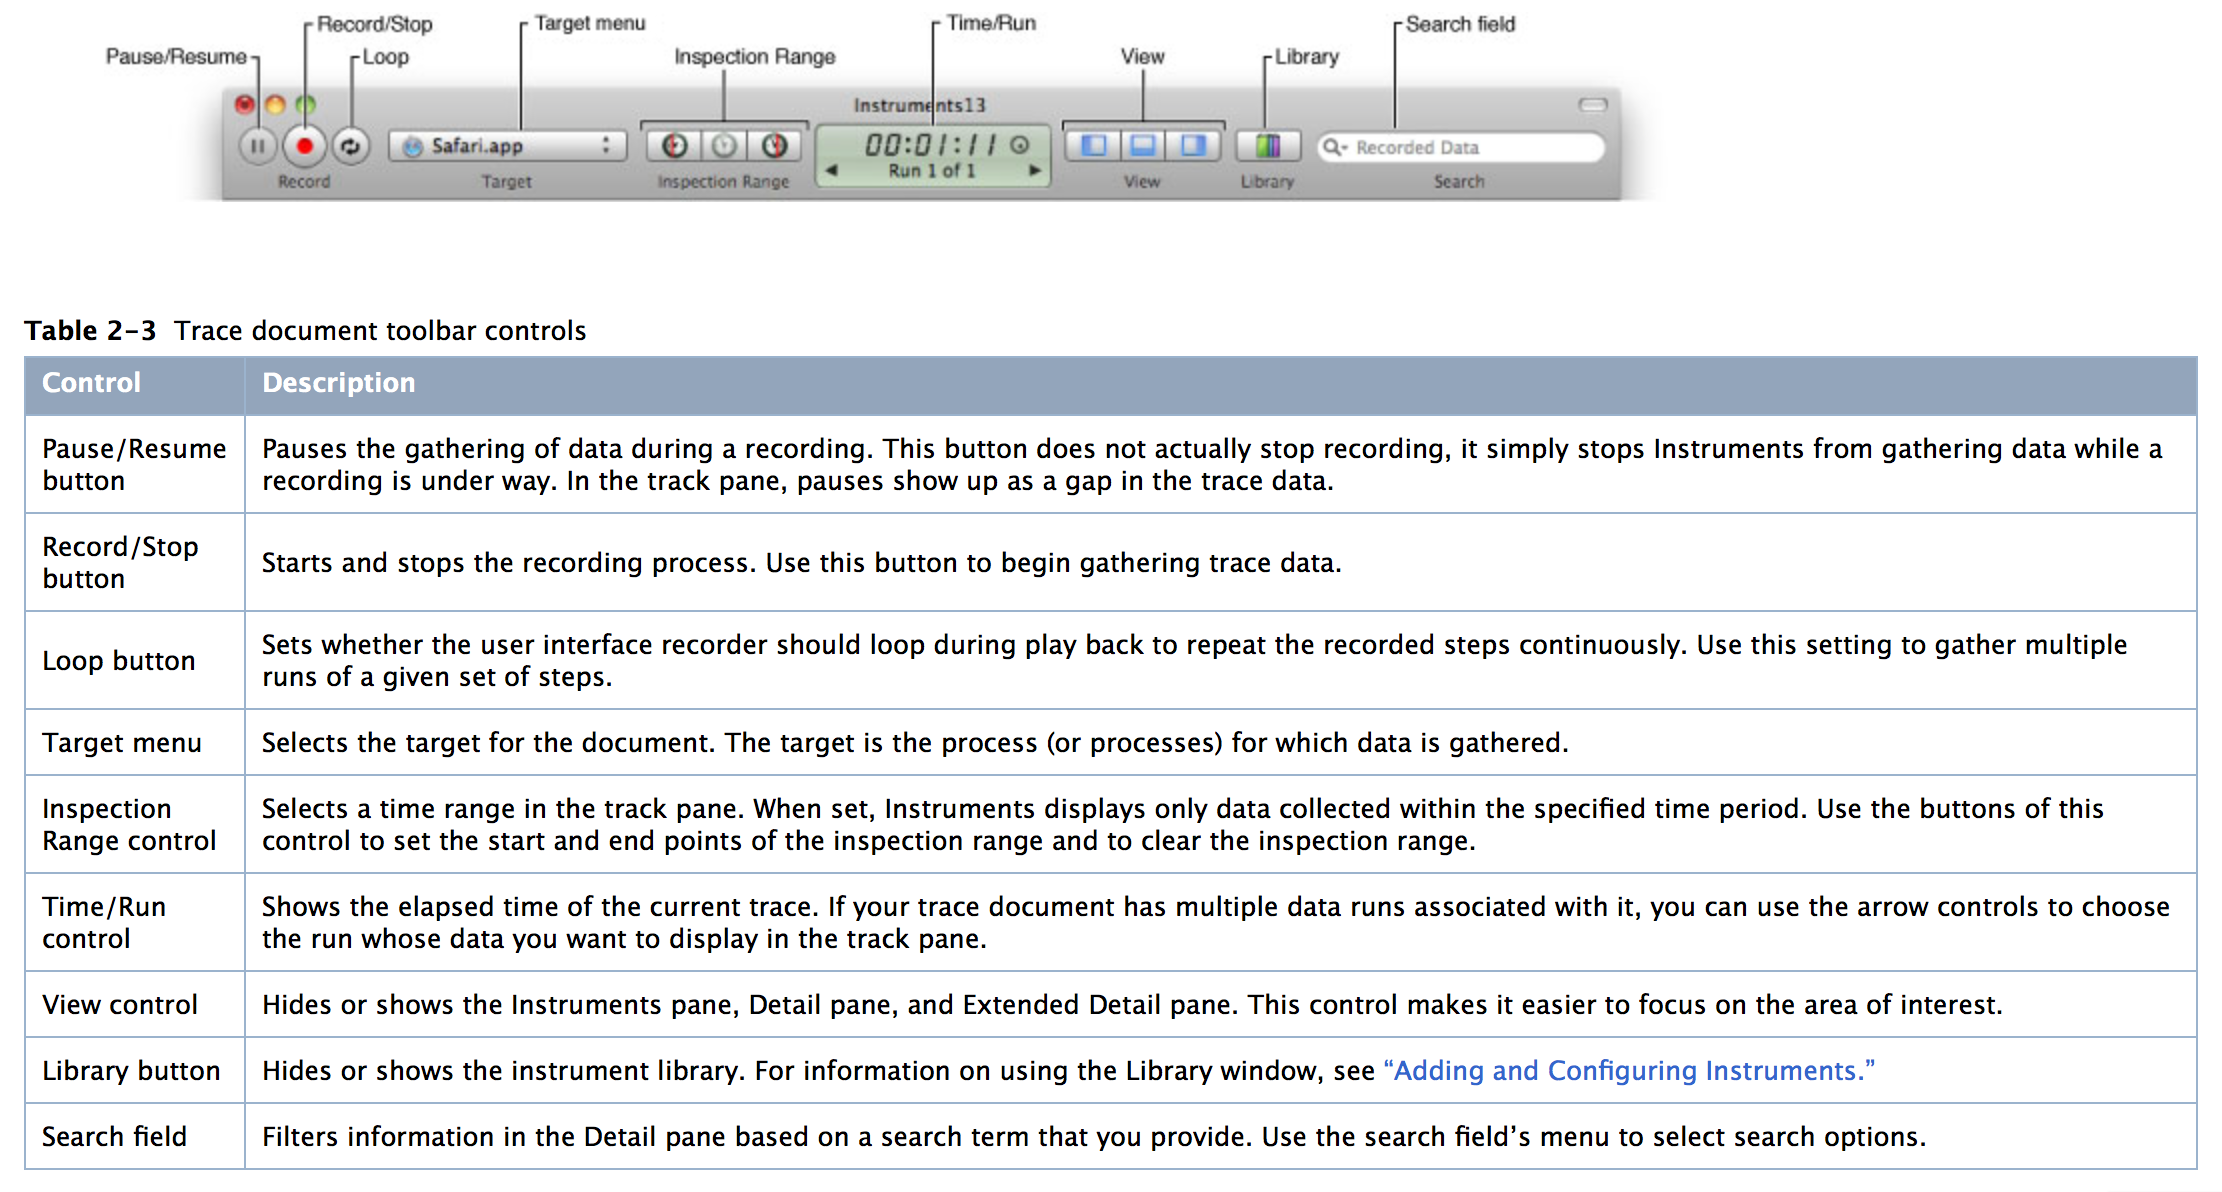 Record/Stop
Target menu
Time/Run
Search field
Pause/Resume
Loop
Inspection Range
View
Library
Instruments13
Safari.app
00:01:11
Recorded Data
Run 1 of 1
Record
Target
Inspection Range
View
Library
Search
Table 2-3 Trace document toolbar controls
Control
Description
Pause/Resume
button
Pauses the gathering of data during a recording. This button does not actually stop recording, it simply stops Instruments from gathering data while a
recording is under way. In the track pane, pauses show up as a gap in the trace data.
Record/Stop
button
Starts and stops the recording process. Use this button to begin gathering trace data.
Loop button
Sets whether the user interface recorder should loop during play back to repeat the recorded steps continuously. Use this setting to gather multiple
runs of a given set of steps.
Target menu
Selects the target for the document. The target is the process (or processes) for which data is gathered.
Inspection
Range control
Selects a time range in the track pane. When set, Instruments displays only data collected within the specified time period. Use the buttons of this
control to set the start and end points of the inspection range and to clear the inspection range.
Time/Run
control
Shows the elapsed time of the current trace. If your trace document has multiple data runs associated with it, you can use the arrow controls to choose
the run whose data you want to display in the track pane.
View control
Hides or shows the Instruments pane, Detail pane, and Extended Detail pane. This control makes it easier to focus on the area of interest.
Library button
Hides or shows the instrument library. For information on using the Library window, see “Adding and Configuring Instruments.”
Search field
Filters information in the Detail pane based on a search term that you provide. Use the search field’s menu to select search options.